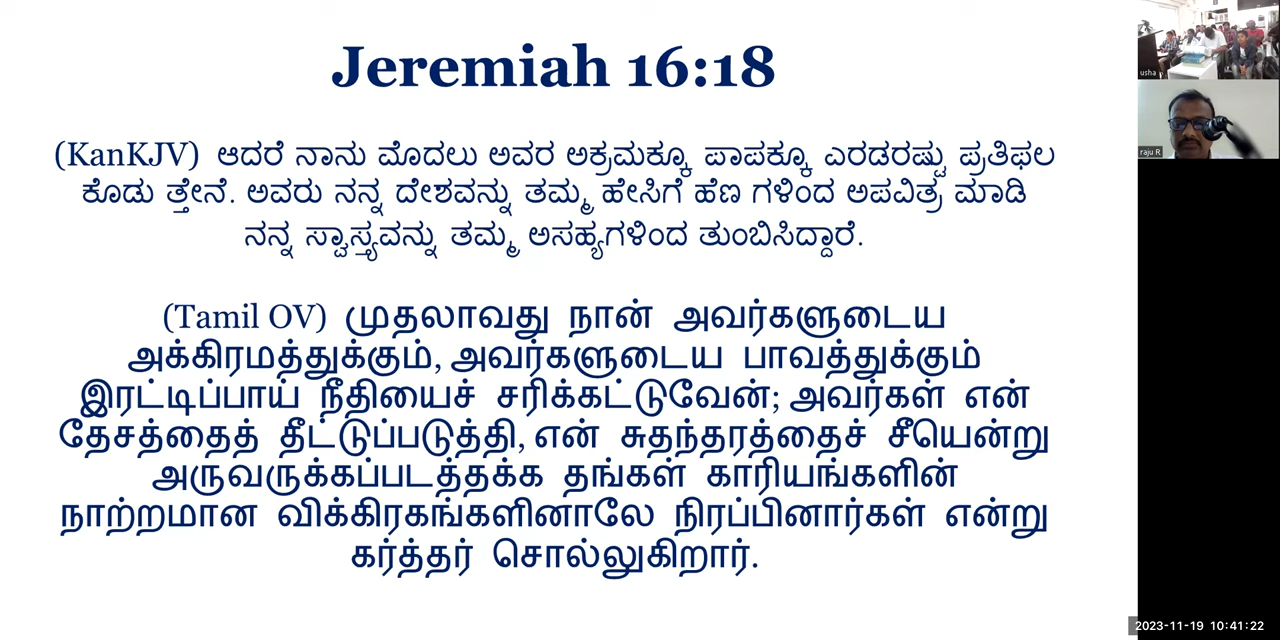 Jeremiah 16:18
(KanKJV) ಆದರೆ ನಾನು ಮೊದಲು ಅವರ ಅಕ್ರಮಕ್ಕೂ ಪಾಪಕ್ಕೂ ಎರಡರಷ್ಟು ಪ್ರತಿಫಲ
ಕೊಡು ತ್ತೇನೆ. ಅವರು ನನ್ನ ದೇಶವನ್ನು ತಮ್ಮ ಹೇಸಿಗೆ ಹೆಣ ಗಳಿಂದ ಅಪವಿತ್ರ ಮಾಡಿ
ನನ್ನ ಸ್ವಾಸ್ತ್ಯವನ್ನು ತಮ್ಮ ಅಸಹ್ಯಗಳಿಂದ ತುಂಬಿಸಿದ್ದಾರೆ.
(Tamil OV) முதலாவது நான் அவர்களுடைய
அக்கிரமத்துக்கும், அவர்களுடைய பாவத்துக்கும்
இரட்டிப்பாய் நீதியைச் சரிக்கட்டுவேன்; அவர்கள் என்
தேசத்தைத் தீட்டுப்படுத்தி, என் சுதந்தரத்தைச் சீயென்று
அருவருக்கப்படத்தக்க தங்கள் காரியங்களின்
நாற்றமான விக்கிரகங்களினாலே நிரப்பினார்கள் என்று
கர்த்தர் சொல்லுகிறார்.
usha
raju R
2023-11-19 10:41:22